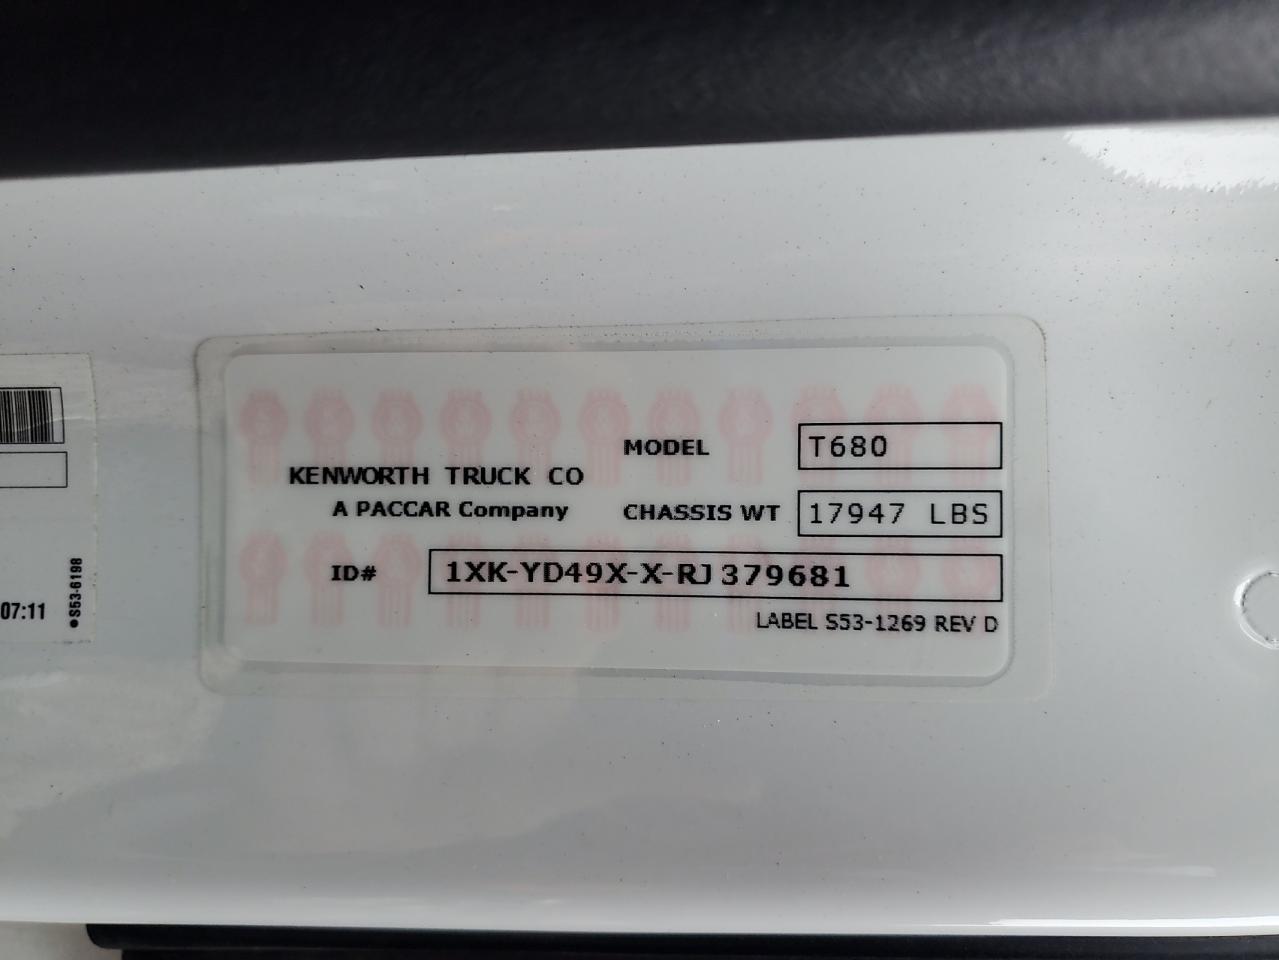 MODEL T680
KENWORTH TRUCK CO
A PACCAR Company
CHASSIS WT 17947 LBS
ID# 1XK-YD49X-X-RJ379681
LABEL S53-1269 REV D
07:11
●S53-6198